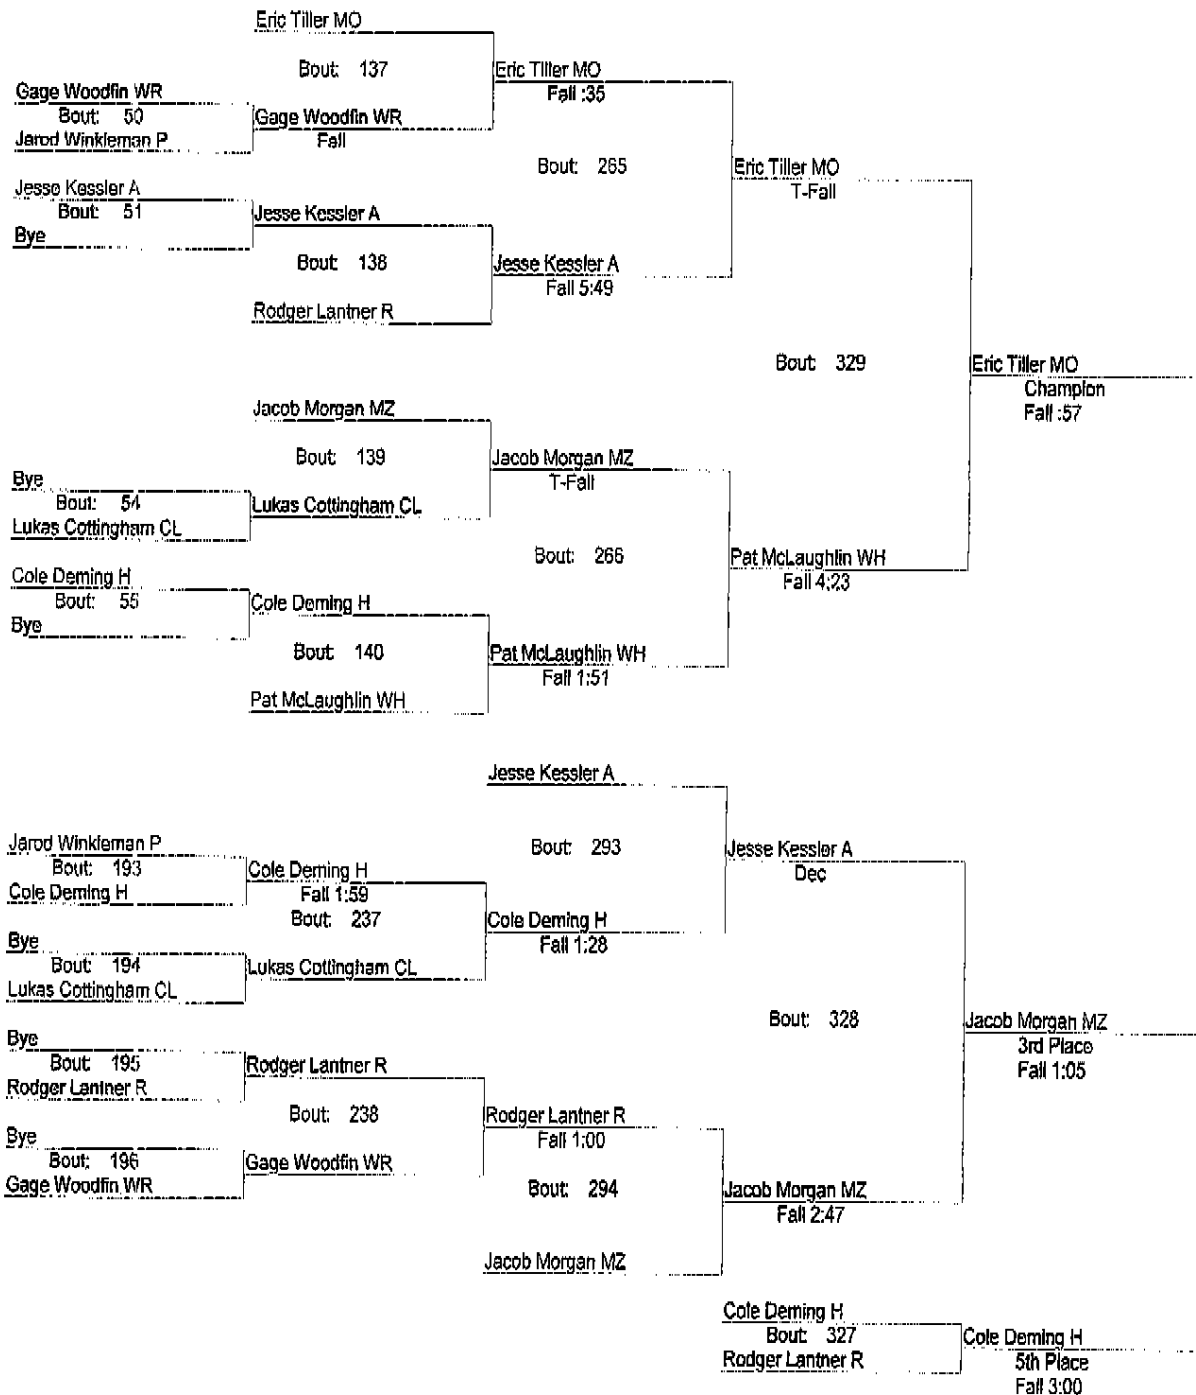 Eric Tiller MO
Bout: 137
Eric Tiller MO
Fall :35
Gage Woodfin WR
Bout: 50
Jarod Winkleman P
Gage Woodfin WR
Fall
Bout: 265
Eric Tiller MO
T-Fall
Jesse Kessler A
Bout: 51
Bye
Jesse Kessler A
Bout: 138
Jesse Kessler A
Fall 5:49
Rodger Lantner R
Bout: 329
Eric Tiller MO
Champion
Fall :57
Jacob Morgan MZ
Bout: 139
Jacob Morgan MZ
T-Fall
Bye
Bout: 54
Lukas Cottingham CL
Lukas Cottingham CL
Bout: 266
Pat McLaughlin WH
Fall 4:23
Cole Deming H
Bout: 55
Bye
Cole Deming H
Bout: 140
Pat McLaughlin WH
Fall 1:51
Pat McLaughlin WH
Jesse Kessler A
Bout: 293
Jesse Kessler A
Dec
Jarod Winkleman P
Bout: 193
Cole Deming H
Cole Deming H
Fall 1:59
Bout: 237
Cole Deming H
Fall 1:28
Bye
Bout: 194
Lukas Cottingham CL
Lukas Cottingham CL
Bout: 328
Jacob Morgan MZ
3rd Place
Fall 1:05
Bye
Bout: 195
Rodger Lantner R
Rodger Lantner R
Bout: 238
Rodger Lantner R
Fall 1:00
Bye
Bout: 196
Gage Woodfin WR
Gage Woodfin WR
Bout: 294
Jacob Morgan MZ
Fall 2:47
Jacob Morgan MZ
Cole Deming H
Bout: 327
Rodger Lantner R
Cole Deming H
5th Place
Fall 3:00